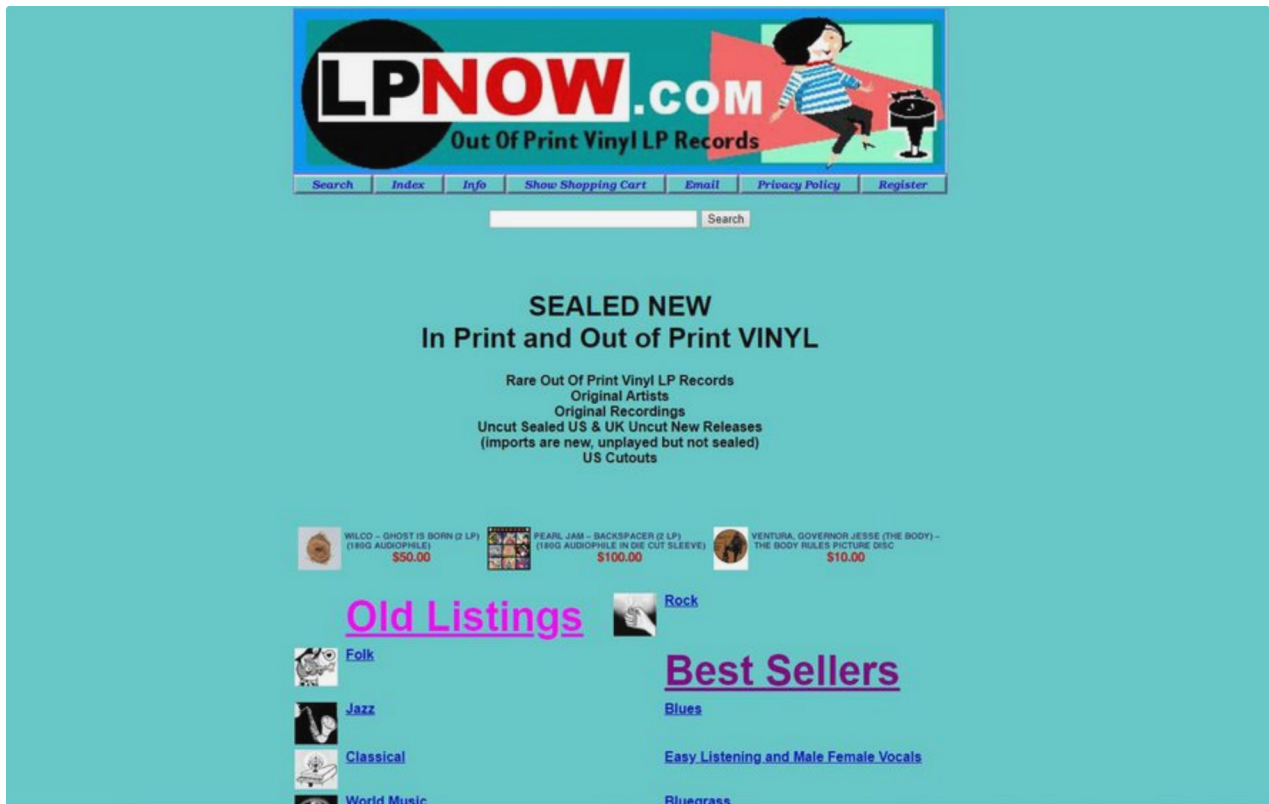 LPNOW.COM
Out Of Print Vinyl LP Records
Search Index Info Show Shopping Cart Email Privacy Policy Register
Search
SEALED NEW
In Print and Out of Print VINYL
Rare Out Of Print Vinyl LP Records
Original Artists
Original Recordings
Uncut Sealed US & UK Uncut New Releases
(imports are new, unplayed but not sealed)
US Cutouts
WILCO – GHOST IS BORN (2 LP)
(180G AUDIOPHILE)
$50.00
PEARL JAM – BACKSPACER (2 LP)
(180G AUDIOPHILE IN DIE CUT SLEEVE)
$100.00
VENTURA, GOVERNOR JESSE (THE BODY) –
THE BODY RULES PICTURE DISC
$10.00
Old Listings
Rock
Folk
Best Sellers
Jazz
Blues
Classical
Easy Listening and Male Female Vocals
World Music
Bluegrass